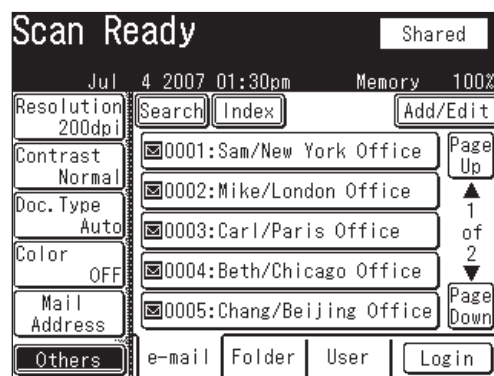 Scan Ready
Shared
Jul 4 2007 01:30pm Memory 100%
Resolution
200dpi
Contrast
Normal
Doc.Type
Auto
Color
OFF
Mail
Address
Others
Search Index Add/Edit
0001:Sam/New York Office
0002:Mike/London Office
0003:Carl/Paris Office
0004:Beth/Chicago Office
0005:Chang/Beijing Office
Page
Up
1
of
2
Page
Down
e-mail Folder User Login